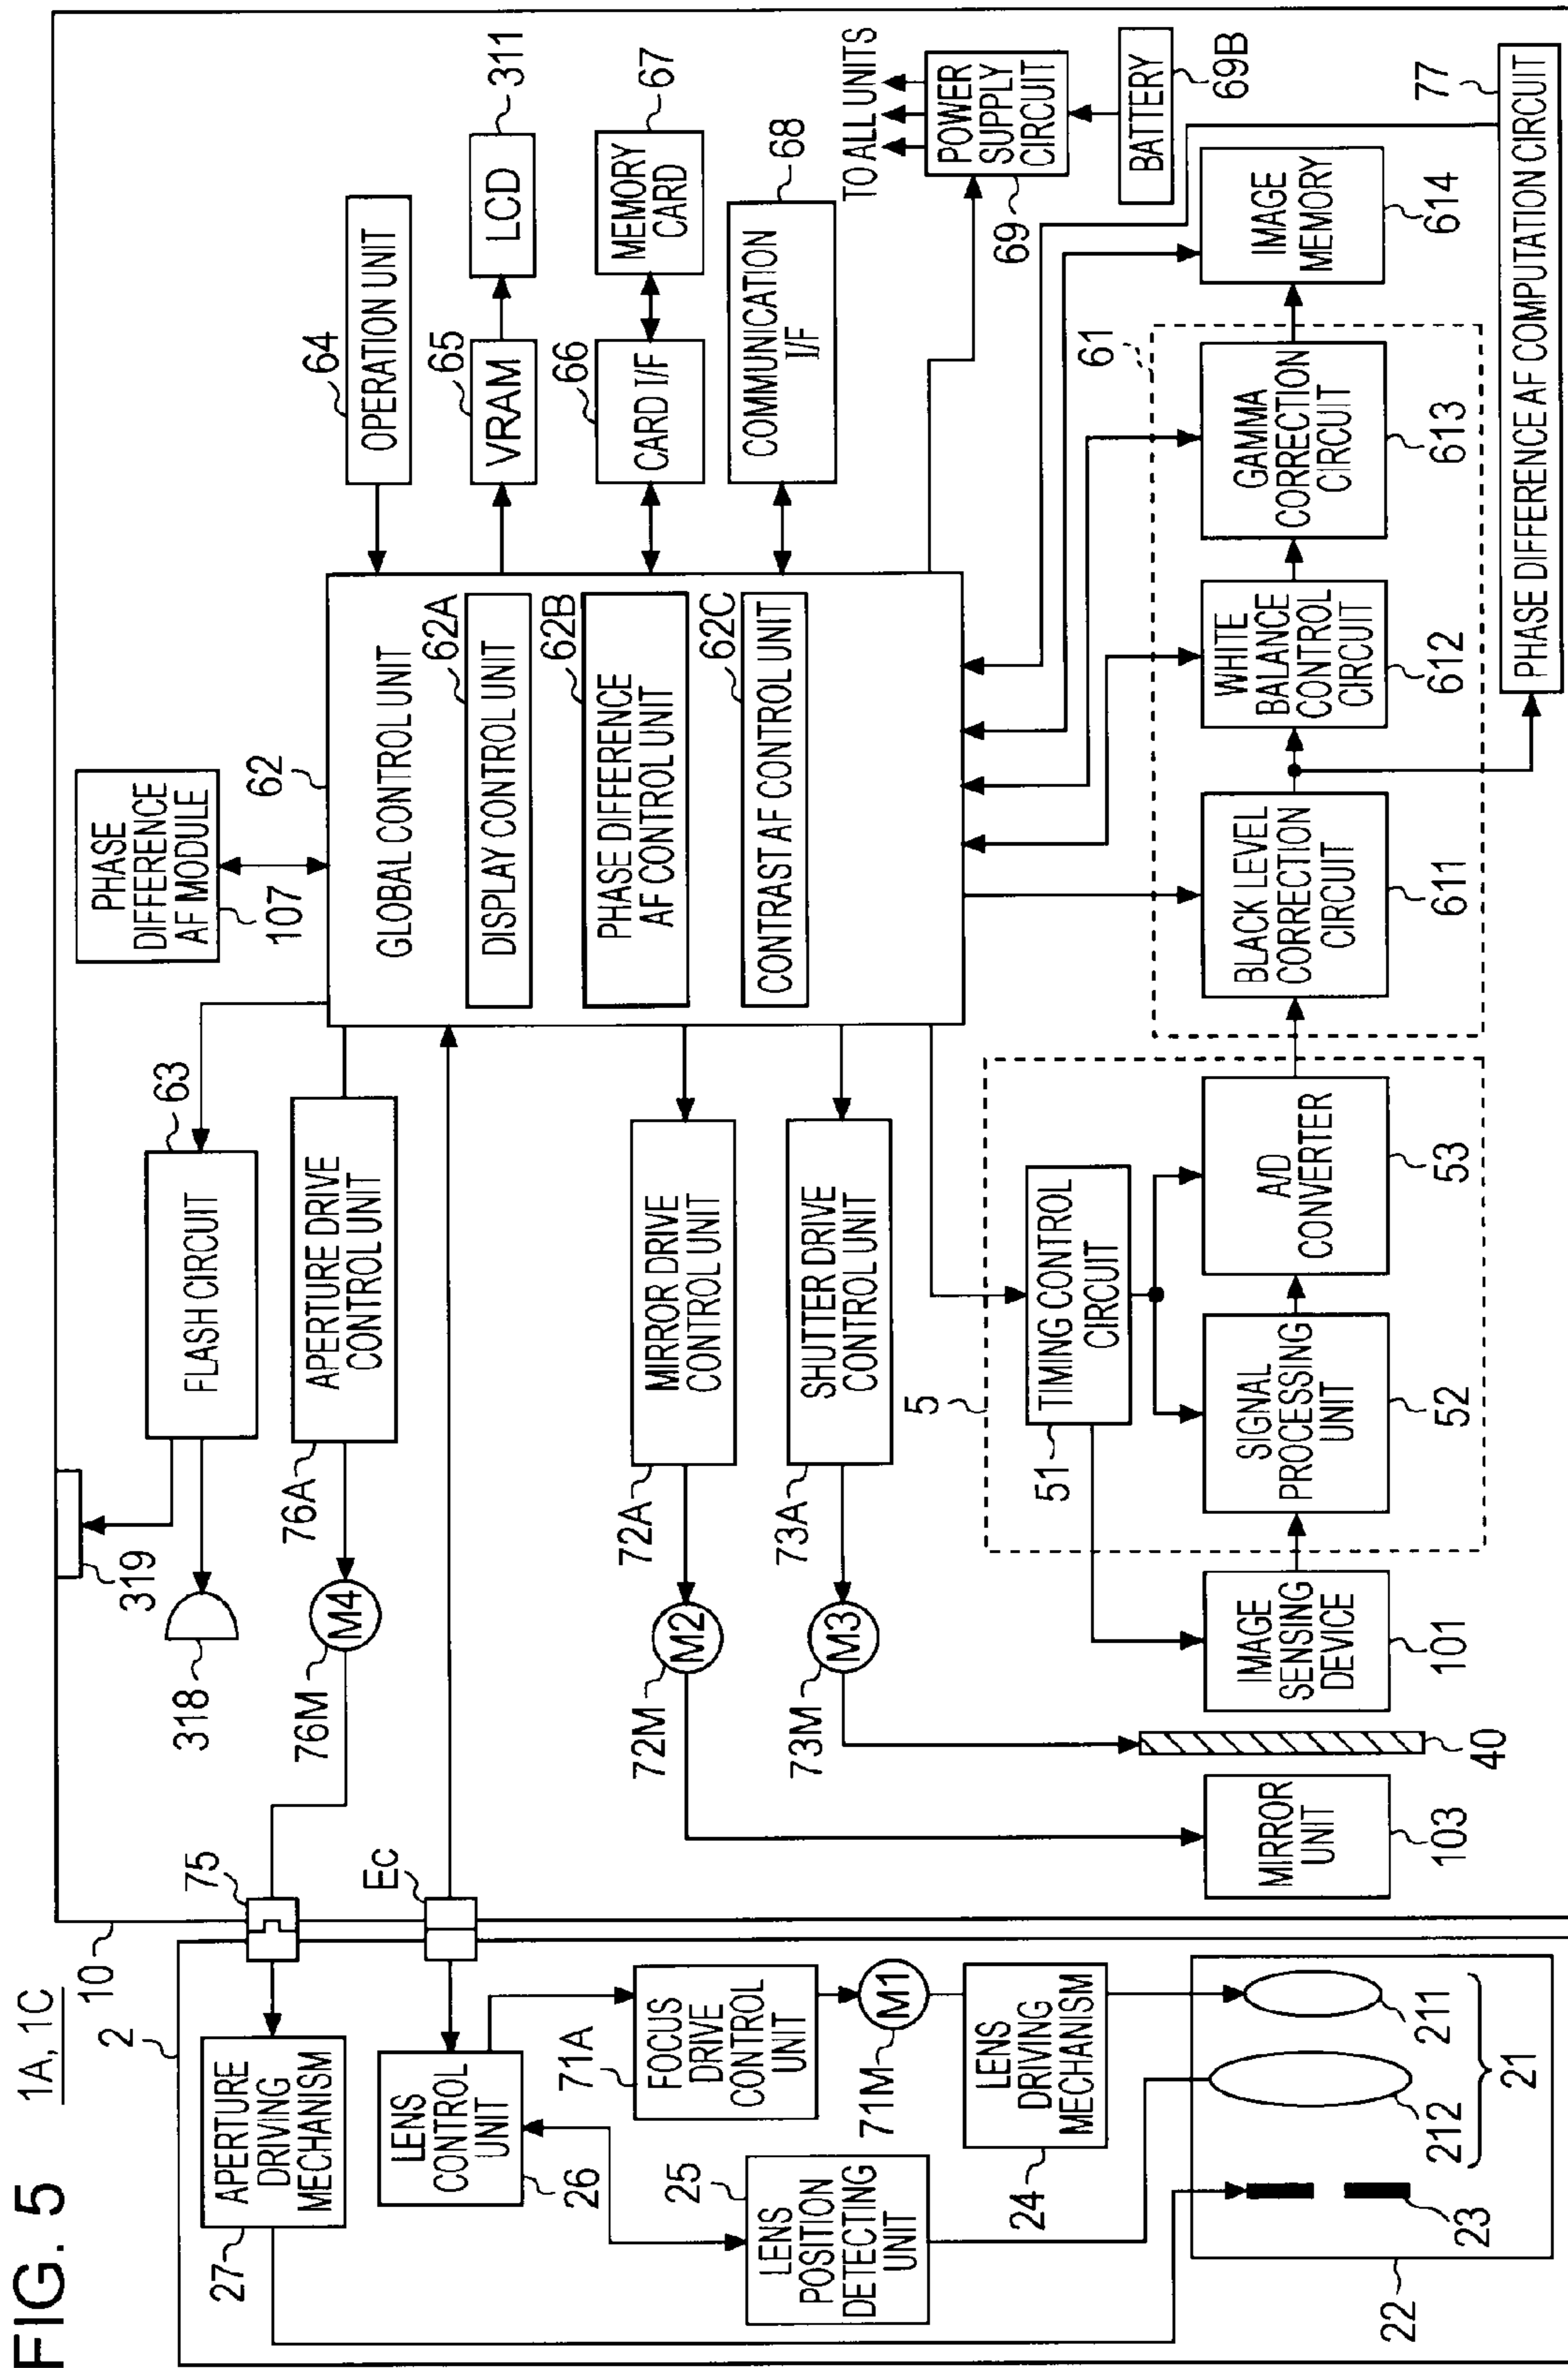 FIG. 5
1A, 1C
10
2
75
Ec
27
APERTURE
DRIVING
MECHANISM
LENS
CONTROL
UNIT
26
71A
FOCUS
DRIVE
CONTROL
UNIT
25
LENS
POSITION
DETECTING
UNIT
71M
M1
24
LENS
DRIVING
MECHANISM
22
23
212
211
21
319
318
63
FLASH CIRCUIT
76M
M4
76A
APERTURE DRIVE
CONTROL UNIT
PHASE
DIFFERENCE
AF MODULE
107
62
GLOBAL CONTROL UNIT
62A
DISPLAY CONTROL UNIT
62B
PHASE DIFFERENCE
AF CONTROL UNIT
62C
CONTRAST AF CONTROL UNIT
64
OPERATION UNIT
65
VRAM
LCD
311
66
CARD I/F
MEMORY
CARD
67
COMMUNICATION
I/F
68
TO ALL UNITS
POWER
SUPPLY
CIRCUIT
69
BATTERY
69B
72M
M2
72A
MIRROR DRIVE
CONTROL UNIT
73M
M3
73A
SHUTTER DRIVE
CONTROL UNIT
5
51
TIMING CONTROL
CIRCUIT
61
MIRROR
UNIT
103
40
IMAGE
SENSING
DEVICE
101
SIGNAL
PROCESSING
UNIT
52
A/D
CONVERTER
53
BLACK LEVEL
CORRECTION
CIRCUIT
611
WHITE
BALANCE
CONTROL
CIRCUIT
612
GAMMA
CORRECTION
CIRCUIT
613
IMAGE
MEMORY
614
77
PHASE DIFFERENCE AF COMPUTATION CIRCUIT